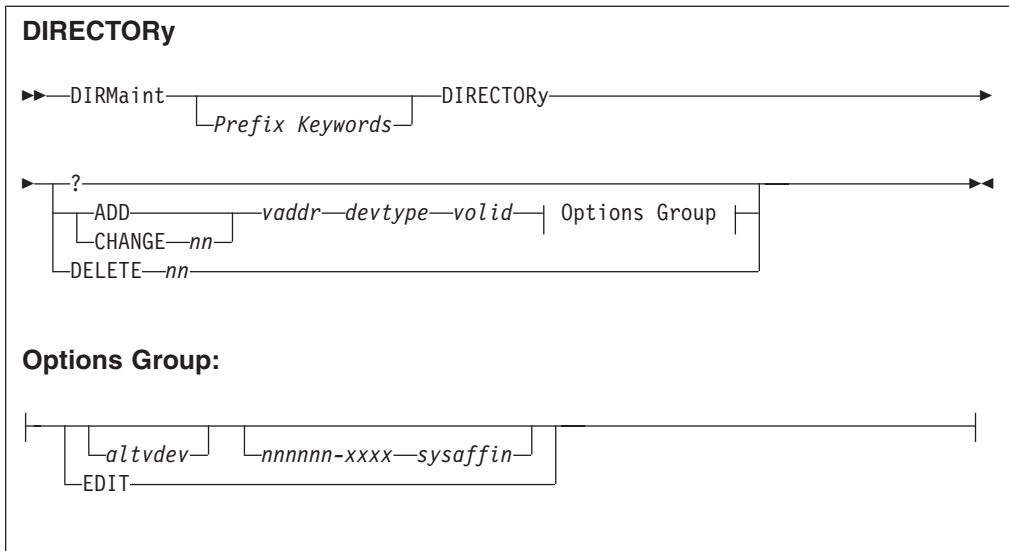 DIRECTORy
DIRMaint DIRECTORy
Prefix Keywords
?
ADD vaddr devtype volid Options Group
CHANGE nn
DELETE nn
Options Group:
altvdev nnnnnn-xxxx sysaffin
EDIT